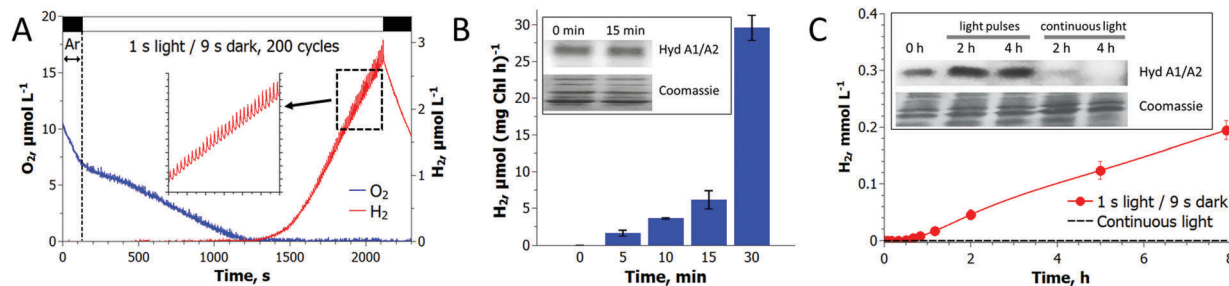 A
O₂, μmol L⁻¹
20
15
10
5
0
Ar
1 s light / 9 s dark, 200 cycles
O₂
H₂
3
2
1
0
H₂, μmol L⁻¹
0 500 1000 1500 2000
Time, s
B
H₂, μmol (mg Chl h)⁻¹
30
25
20
15
10
5
0
0 min 15 min
Hyd A1/A2
Coomassie
0 5 10 15 30
Time, min
C
H₂, mmol L⁻¹
0.4
0.3
0.2
0.1
0.0
light pulses continuous light
0 h 2 h 4 h 2 h 4 h
Hyd A1/A2
Coomassie
1 s light / 9 s dark
Continuous light
0 2 4 6 8
Time, h